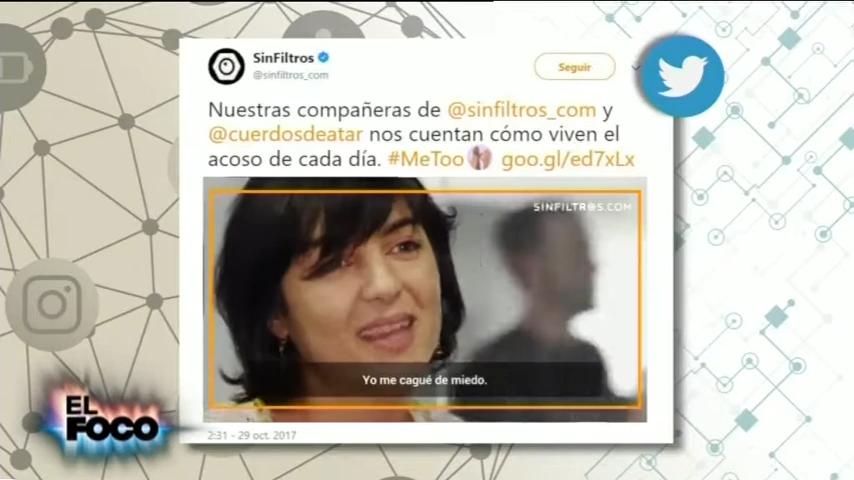 SinFiltros
@sinfiltros_com
Seguir
Nuestras compañeras de @sinfiltros_com y
@cuerdosdeatar nos cuentan cómo viven el
acoso de cada día. #MeToo goo.gl/ed7xLx
SINFILTR@S.COM
Yo me cagué de miedo.
2:31 - 29 oct. 2017
EL
FOCO